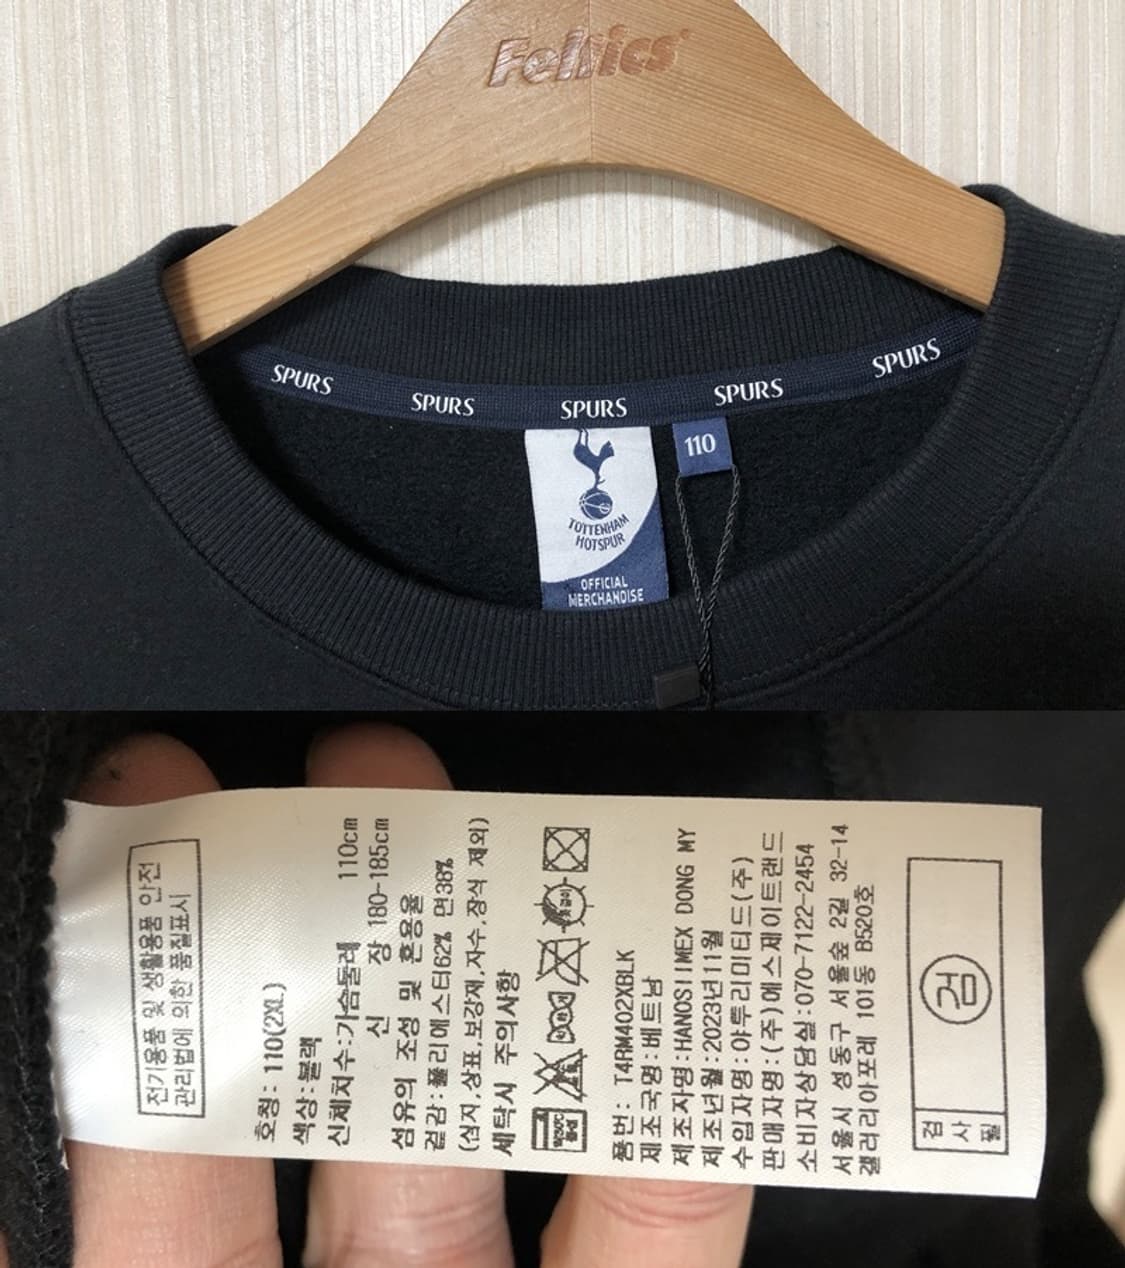 Feltics
SPURS
SPURS
SPURS
SPURS
SPURS
110
TOTTENHAM
HOTSPUR
OFFICIAL
MERCHANDISE
전기용품 및 생활용품 안전
관리법에 의한 품질표시
호칭: 110(2XL)
색상:블랙
신체치수:가슴둘레 110cm
신 장 180-185cm
섬유의 조성 및 혼용율
겉감:폴리에스터62% 면38%
(심지,상표,보강재,자수,장식 제외)
세탁시 주의사항
품번: T4RM402XBLK
제조국명:베트남
제조자명:HANOSIMEX DONG MY
제조년월:2023년11월
수입자명:야투리미티드(주)
판매자명:(주)에스제이트랜드
소비자상담실:070-7122-2454
서울시 성동구 서울숲 2길 32-14
갤러리아포레 101동 B520호
검
검
사
필